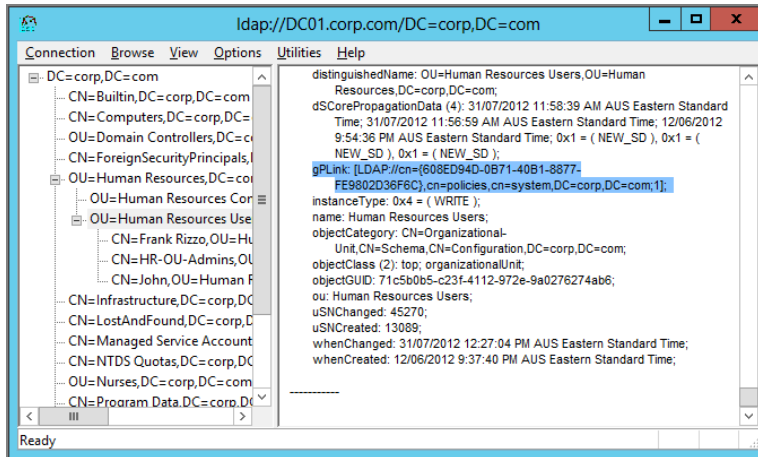 ldap://DC01.corp.com/DC=corp,DC=com
Connection Browse View Options Utilities Help
DC=corp,DC=com
CN=Builtin,DC=corp,DC=com
CN=Computers,DC=corp,DC=com
OU=Domain Controllers,DC=c
CN=ForeignSecurityPrincipals,
OU=Human Resources,DC=co
OU=Human Resources Cor
OU=Human Resources Use
CN=Frank Rizzo,OU=Hu
CN=HR-OU-Admins,OU
CN=John,OU=Human R
CN=Infrastructure,DC=corp,DC
CN=LostAndFound,DC=corp,D
CN=Managed Service Account
CN=NTDS Quotas,DC=corp,DC
OU=Nurses,DC=corp,DC=com
CN=Program Data,DC=corp,DC
distinguishedName: OU=Human Resources Users,OU=Human
Resources,DC=corp,DC=com;
dSCorePropagationData (4): 31/07/2012 11:58:39 AM AUS Eastern Standard
Time; 31/07/2012 11:56:59 AM AUS Eastern Standard Time; 12/06/2012
9:54:36 PM AUS Eastern Standard Time; 0x1 = ( NEW_SD ), 0x1 = (
NEW_SD ), 0x1 = ( NEW_SD );
gPLink: [LDAP://cn={608ED94D-0B71-40B1-8877-
FE9802D36F6C},cn=policies,cn=system,DC=corp,DC=com;1];
instanceType: 0x4 = ( WRITE );
name: Human Resources Users;
objectCategory: CN=Organizational-
Unit,CN=Schema,CN=Configuration,DC=corp,DC=com;
objectClass (2): top; organizationalUnit;
objectGUID: 71c5b0b5-c23f-4112-972e-9a0276274ab6;
ou: Human Resources Users;
uSNChanged: 45270;
uSNCreated: 13089;
whenChanged: 31/07/2012 12:27:04 PM AUS Eastern Standard Time;
whenCreated: 12/06/2012 9:37:40 PM AUS Eastern Standard Time;
-----------
Ready